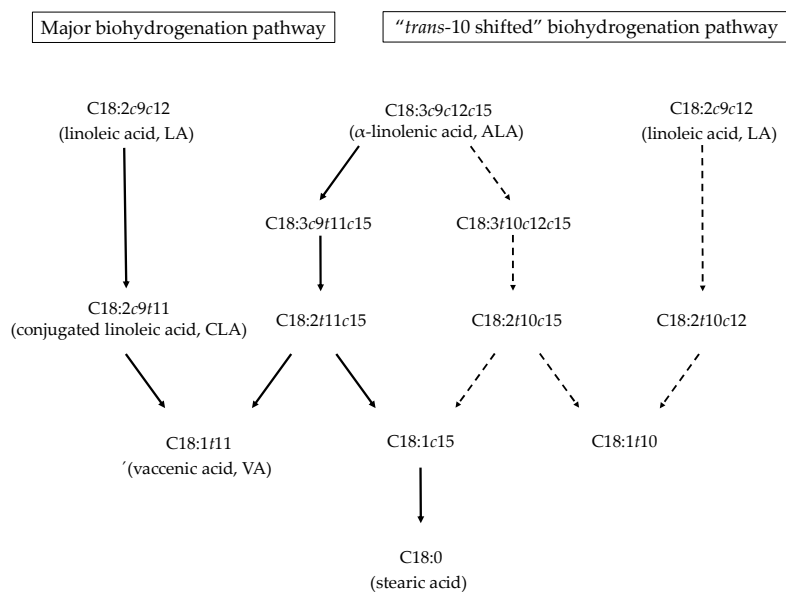 Major biohydrogenation pathway
“trans-10 shifted” biohydrogenation pathway
C18:2c9c12
(linoleic acid, LA)
C18:3c9c12c15
(α-linolenic acid, ALA)
C18:2c9c12
(linoleic acid, LA)
C18:3c9t11c15
C18:3t10c12c15
C18:2c9t11
(conjugated linoleic acid, CLA)
C18:2t11c15
C18:2t10c15
C18:2t10c12
C18:1t11
´(vaccenic acid, VA)
C18:1c15
C18:1t10
C18:0
(stearic acid)